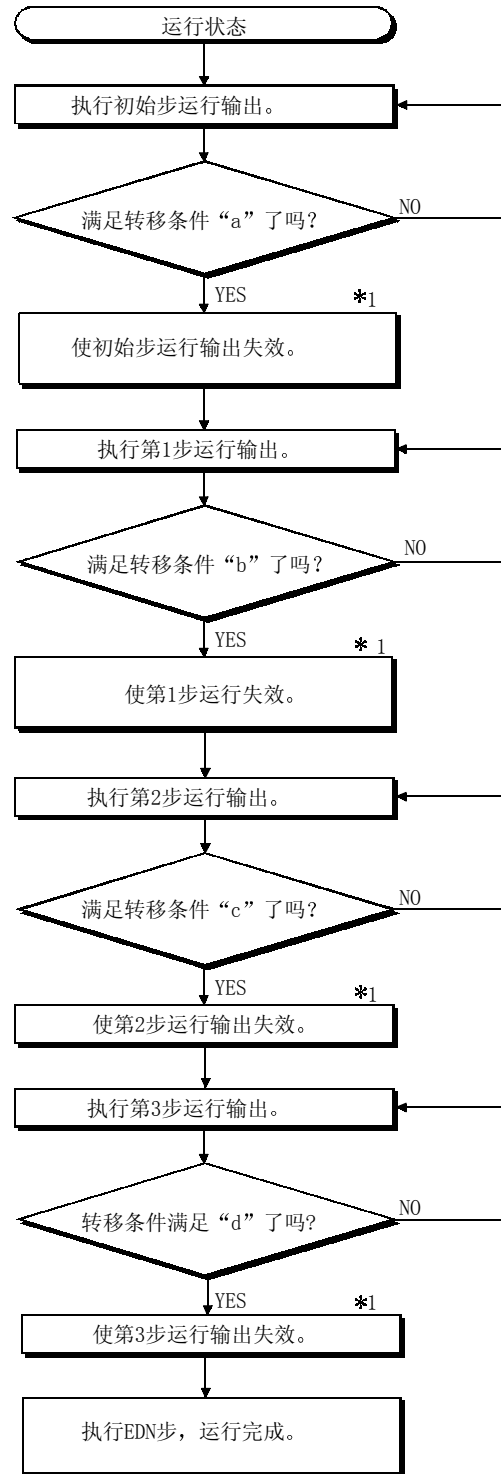 运行状态
执行初始步运行输出。
满足转移条件“a”了吗?
NO
YES
*1
使初始步运行输出失效。
执行第1步运行输出。
满足转移条件“b”了吗?
NO
YES
* 1
使第1步运行失效。
执行第2步运行输出。
满足转移条件“c”了吗?
NO
YES
*1
使第2步运行输出失效。
执行第3步运行输出。
转移条件满足“d”了吗?
NO
YES
*1
使第3步运行输出失效。
执行EDN步，运行完成。